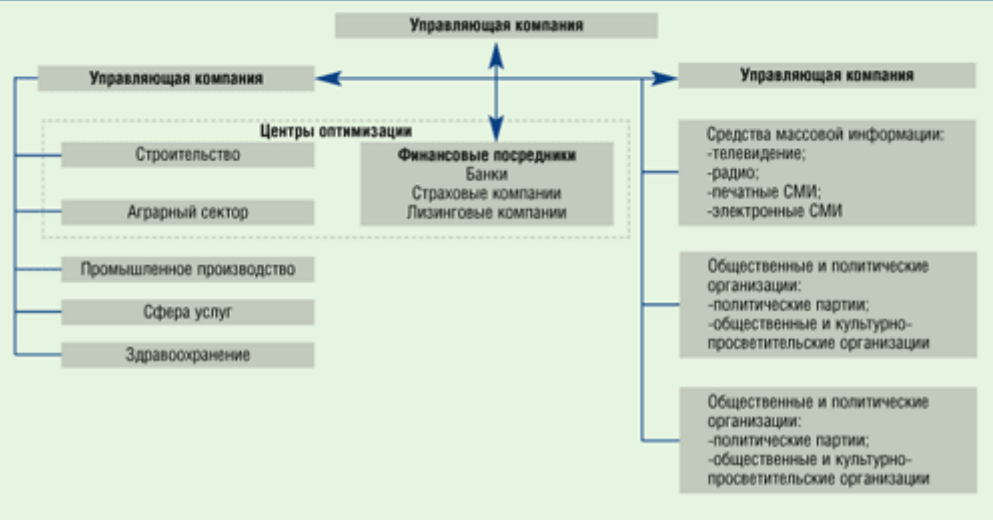 Управляющая компания
Управляющая компания
Управляющая компания
Центры оптимизации
Строительство
Аграрный сектор
Финансовые посредники
Банки
Страховые компании
Лизинговые компании
Промышленное производство
Сфера услуг
Здравоохранение
Средства массовой информации:
-телевидение;
-радио;
-печатные СМИ;
-электронные СМИ
Общественные и политические
организации:
-политические партии;
-общественные и культурно-
просветительские организации
Общественные и политические
организации:
-политические партии;
-общественные и культурно-
просветительские организации